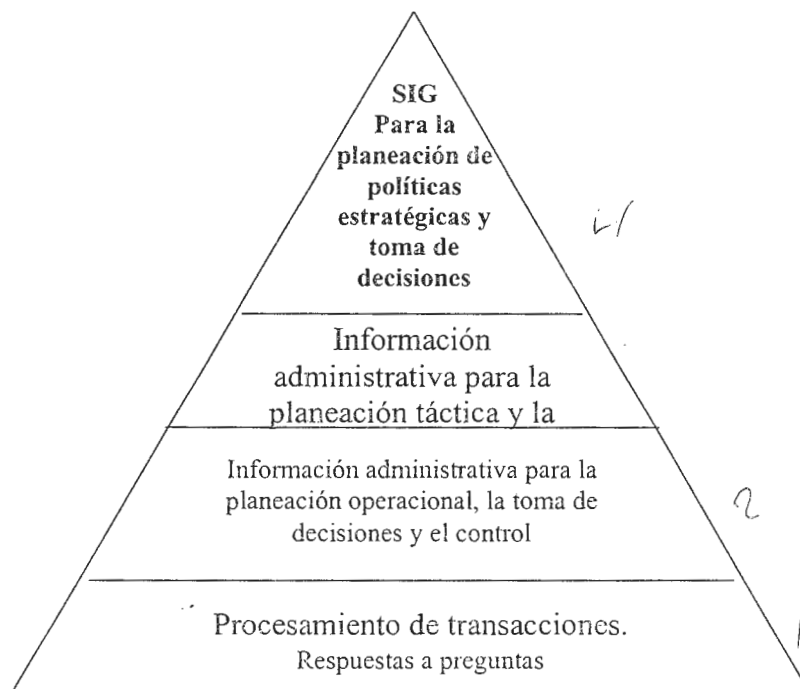 SIG
Para la
planeación de
políticas
estratégicas y
toma de
decisiones
Información
administrativa para la
planeación táctica y la
Información administrativa para la
planeación operacional, la toma de
decisiones y el control
2
Procesamiento de transacciones.
Respuestas a preguntas